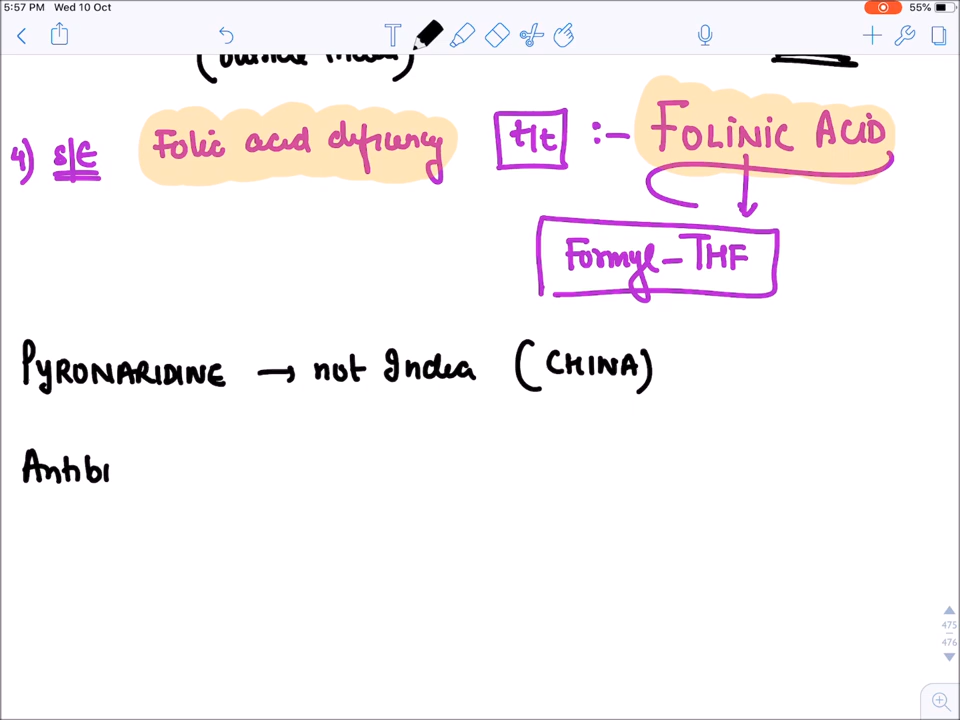 5:57 PM Wed 10 Oct 55%
4) S/E Folic acid deficiency ttt :- FOLINIC ACID
Formyl-THF
PYRONARIDINE → not India (CHINA)
Antibi
475
476